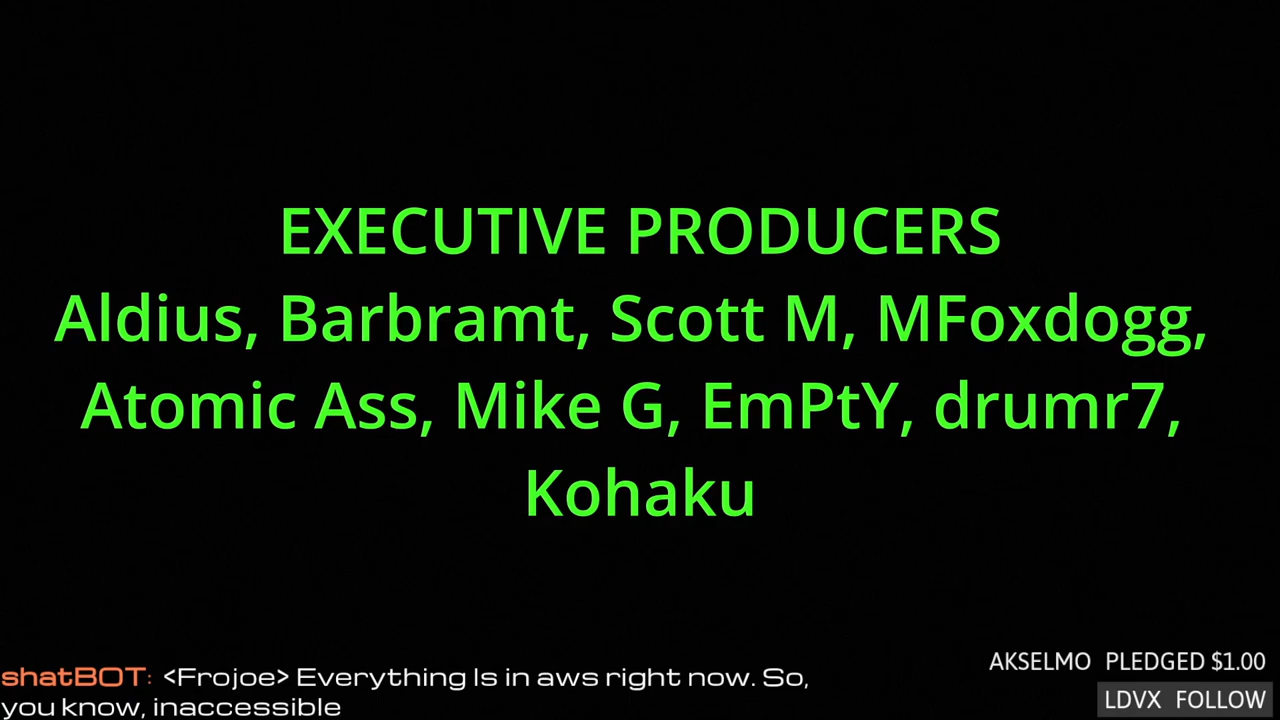 EXECUTIVE PRODUCERS
Aldius, Barbramt, Scott M, MFoxdogg,
Atomic Ass, Mike G, EmPtY, drumr7,
Kohaku
shatBOT: <Frojoe> Everything Is in aws right now. So,
you know, inaccessible
AKSELMO PLEDGED $1.00
LDVX FOLLOW